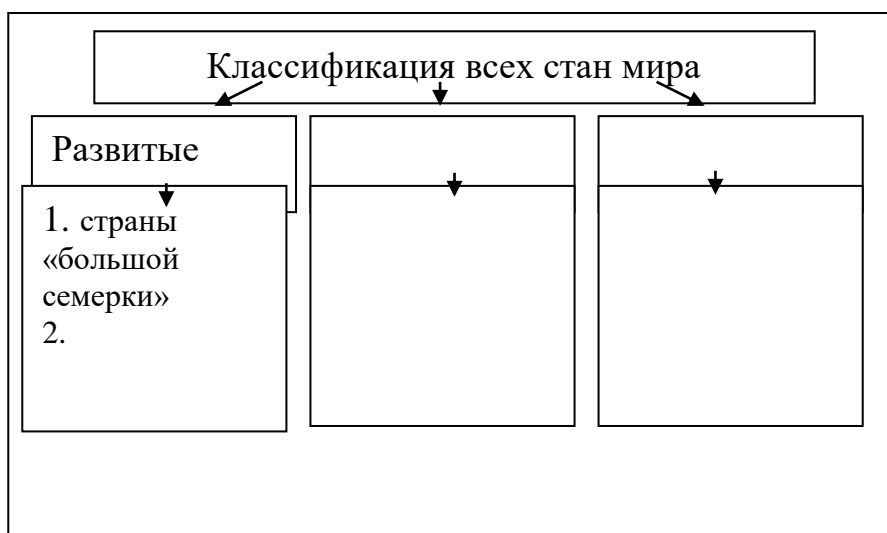 Классификация всех стан мира
Развитые
1. страны
«большой
семерки»
2.